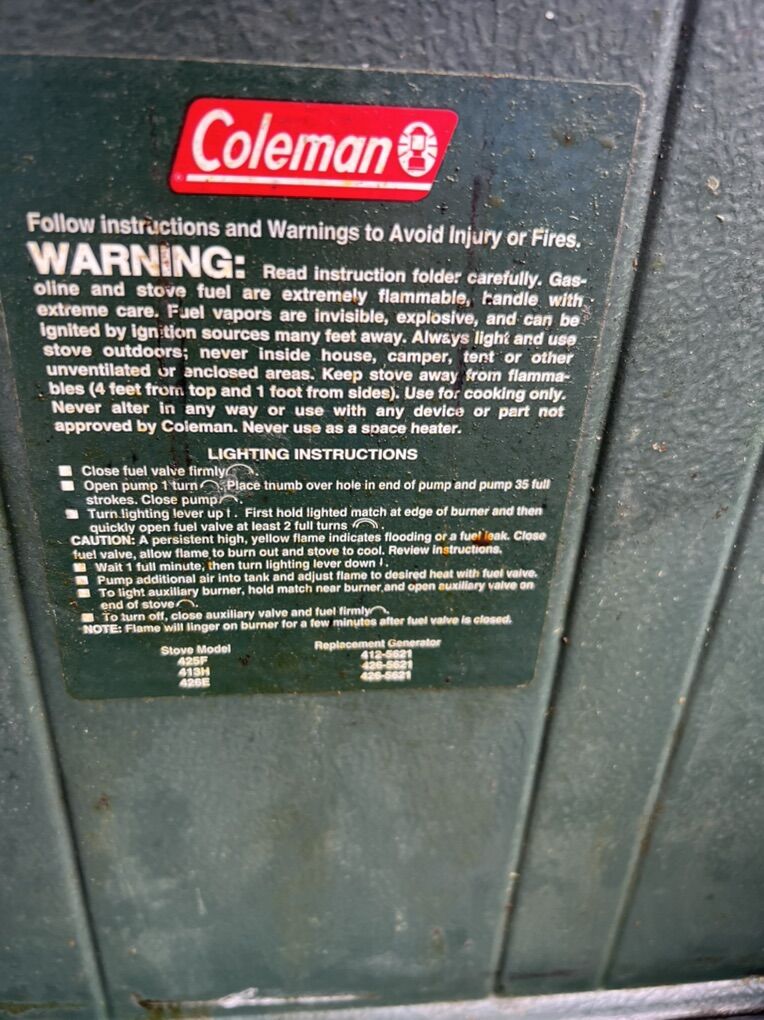 Coleman
Follow instructions and Warnings to Avoid Injury or Fires.
WARNING: Read instruction folder carefully. Gas-
oline and stove fuel are extremely flammable, handle with
extreme care. Fuel vapors are invisible, explosive, and can be
ignited by ignition sources many feet away. Always light and use
stove outdoors; never inside house, camper, tent or other
unventilated or enclosed areas. Keep stove away from flamma-
bles (4 feet from top and 1 foot from sides). Use for cooking only.
Never alter in any way or use with any device or part not
approved by Coleman. Never use as a space heater.
LIGHTING INSTRUCTIONS
Close fuel valve firmly.
Open pump 1 turn. Place thumb over hole in end of pump and pump 35 full
strokes. Close pump.
Turn lighting lever up. First hold lighted match at edge of burner and then
quickly open fuel valve at least 2 full turns.
CAUTION: A persistent high, yellow flame indicates flooding or a fuel leak. Close
fuel valve, allow flame to burn out and stove to cool. Review instructions.
Wait 1 full minute, then turn lighting lever down.
Pump additional air into tank and adjust flame to desired heat with fuel valve.
To light auxiliary burner, hold match near burner and open auxiliary valve on
end of stove.
To turn off, close auxiliary valve and fuel firmly.
NOTE: Flame will linger on burner for a few minutes after fuel valve is closed.
Stove Model Replacement Generator
425F 412-5621
413H 426-5621
426E 426-5621